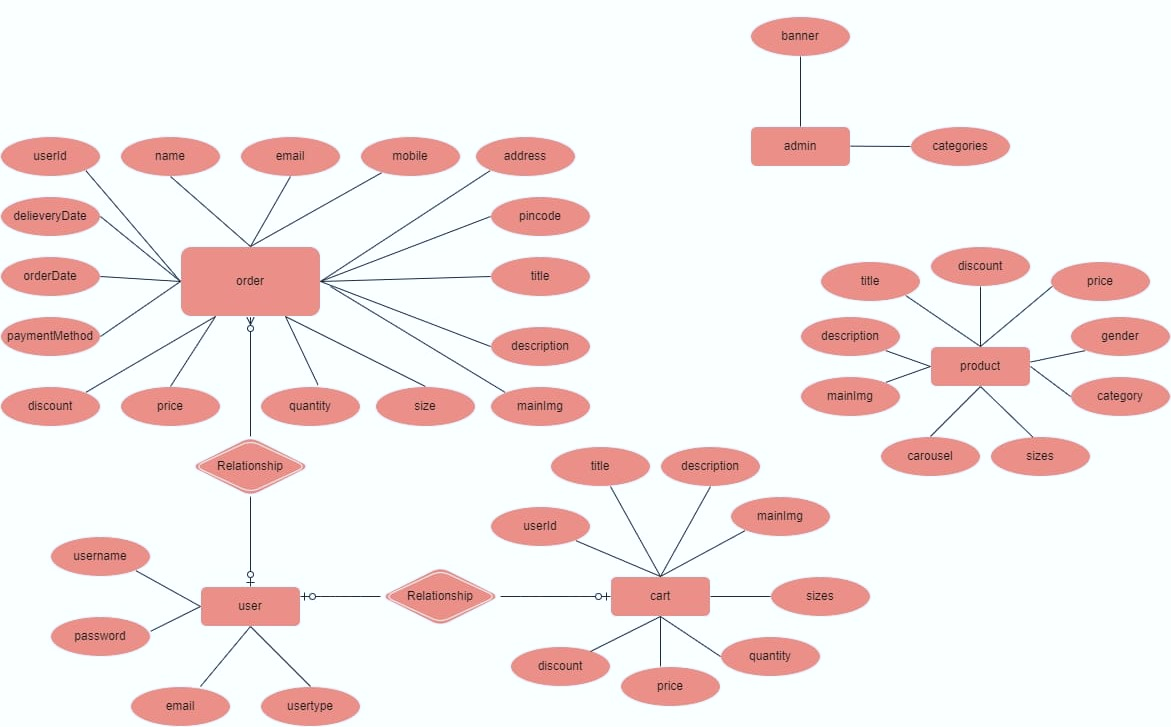 banner
admin
categories
userId
name
email
mobile
address
delieveryDate
pincode
orderDate
order
title
paymentMethod
description
discount
price
quantity
size
mainImg
title
discount
price
description
gender
product
mainImg
category
carousel
sizes
Relationship
title
description
userId
mainImg
username
user
Relationship
cart
sizes
password
discount
price
quantity
email
usertype